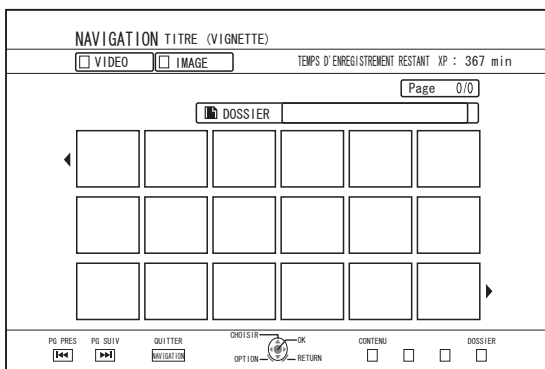 NAVIGATION TITRE (VIGNETTE)
VIDEO IMAGE TEMPS D'ENREGISTREMENT RESTANT XP : 367 min
Page 0/0
DOSSIER
PG PRES PG SUIV QUITTER CHOISIR OK CONTENU DOSSIER
NAVIGATION OPTION RETURN